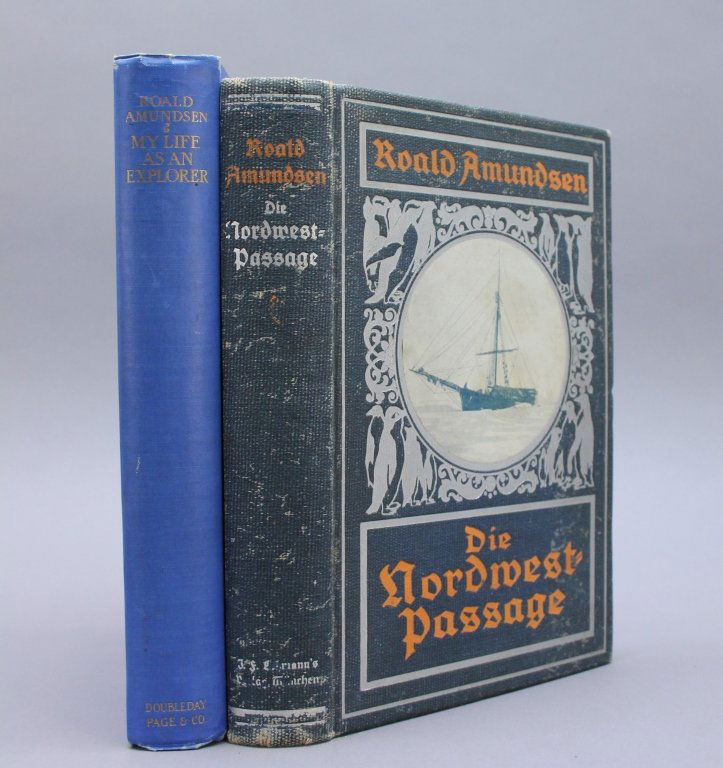 ROALD
AMUNDSEN
MY LIFE
AS AN
EXPLORER
DOUBLEDAY
PAGE & CO
Roald
Amundsen
Die
Nordwest-
Passage
J. F.
Roald Amundsen
Die
Nordwest-
Passage